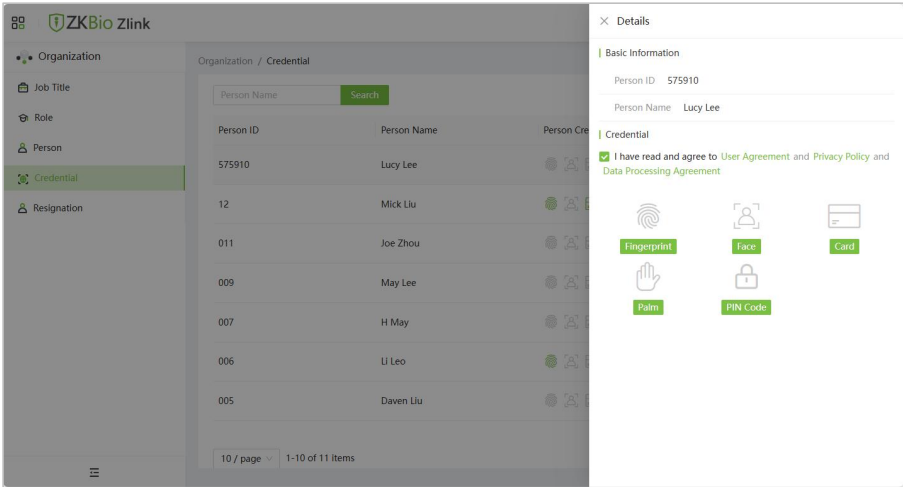 ZKBio Zlink
Organization
Job Title
Role
Person
Credential
Resignation
Organization / Credential
Person Name
Search
Person ID Person Name Person Cre
575910 Lucy Lee
12 Mick Liu
011 Joe Zhou
009 May Lee
007 H May
006 Li Leo
005 Daven Liu
10 / page 1-10 of 11 items
Details
Basic Information
Person ID 575910
Person Name Lucy Lee
Credential
I have read and agree to User Agreement and Privacy Policy and
Data Processing Agreement
Fingerprint Face Card
Palm PIN Code